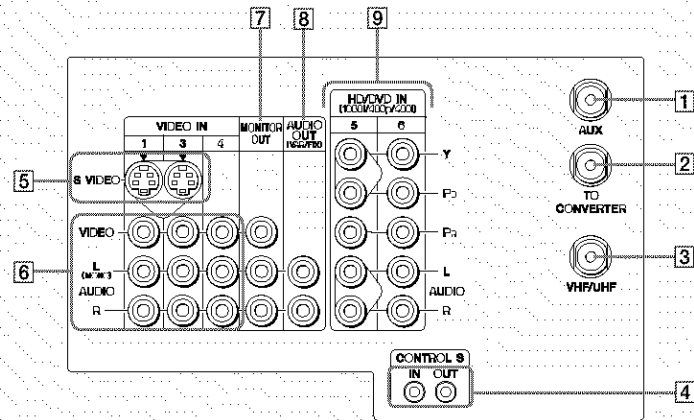 7 8 9
HD/DVD IN
(1080i/480p/480i)
VIDEO IN MONITOR OUT AUDIO OUT (VAR/FIX)
1 3 4 5 6
1
AUX
5 S VIDEO Y
PB
2
TO CONVERTER
VIDEO PR
6 L (MONO) L
AUDIO AUDIO
R R
3
VHF/UHF
CONTROL S
IN OUT
4